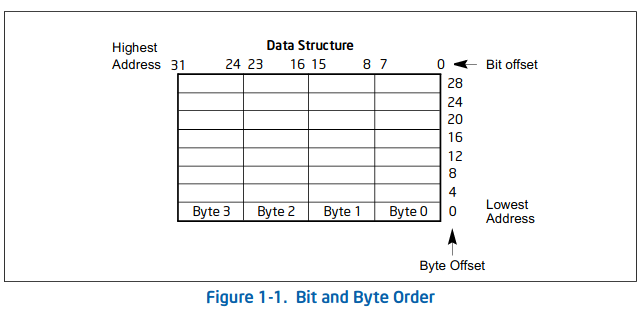 Data Structure
Highest
Address 31 24 23 16 15 8 7 0 Bit offset
28
24
20
16
12
8
4
Byte 3 Byte 2 Byte 1 Byte 0 0 Lowest
Address
Byte Offset
Figure 1-1. Bit and Byte Order